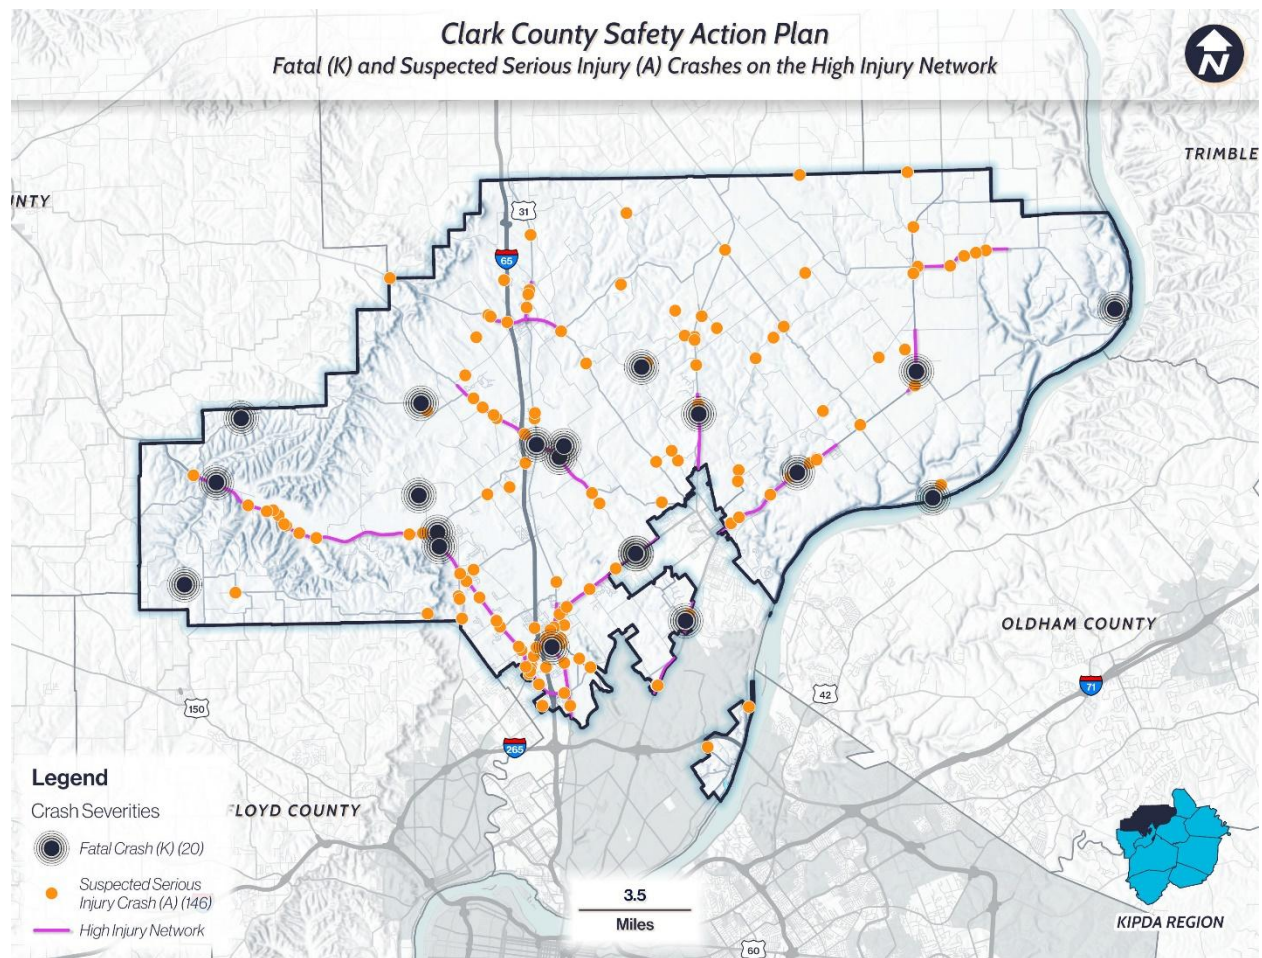 Clark County Safety Action Plan
Fatal (K) and Suspected Serious Injury (A) Crashes on the High Injury Network
N
TRIMBLE
NTY
31
65
OLDHAM COUNTY
71
42
150
265
LOYD COUNTY
Legend
Crash Severities
Fatal Crash (K) (20)
Suspected Serious
Injury Crash (A) (146)
High Injury Network
3.5
Miles
60
KIPDA REGION